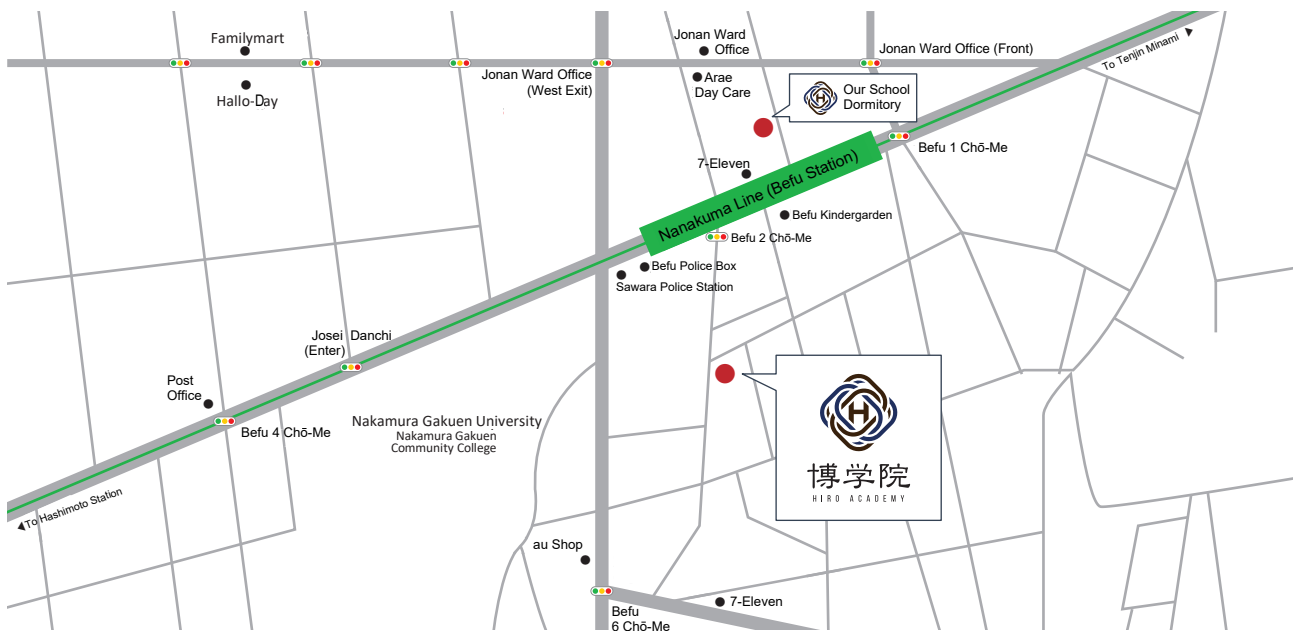 Familymart
Hallo-Day
Jonan Ward Office
(West Exit)
Jonan Ward
Office
Arae
Day Care
Jonan Ward Office (Front)
To Tenjin Minami
H
Our School
Dormitory
Befu 1 Chō-Me
7-Eleven
Nanakuma Line (Befu Station)
Befu Kindergarden
Befu 2 Chō-Me
Befu Police Box
Sawara Police Station
Josei Danchi
(Enter)
Post
Office
Befu 4 Chō-Me
Nakamura Gakuen University
Nakamura Gakuen
Community College
To Hashimoto Station
H
博学院
HIRO ACADEMY
au Shop
Befu
6 Chō-Me
7-Eleven